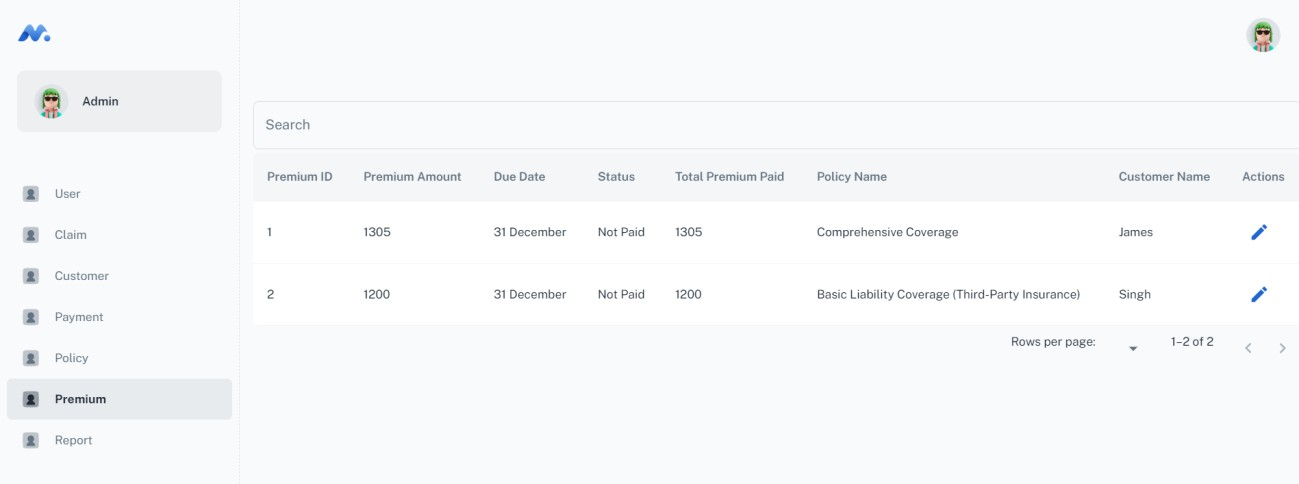 Admin
User
Claim
Customer
Payment
Policy
Premium
Report
Search
Premium ID Premium Amount Due Date Status Total Premium Paid Policy Name Customer Name Actions
1 1305 31 December Not Paid 1305 Comprehensive Coverage James
2 1200 31 December Not Paid 1200 Basic Liability Coverage (Third-Party Insurance) Singh
Rows per page: 1–2 of 2